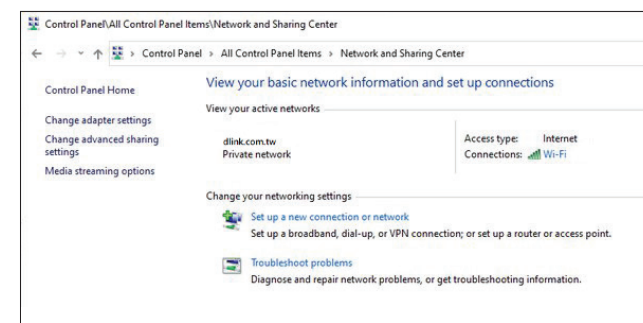 Control Panel\All Control Panel Items\Network and Sharing Center
Control Panel > All Control Panel Items > Network and Sharing Center
Control Panel Home
Change adapter settings
Change advanced sharing
settings
Media streaming options
View your basic network information and set up connections
View your active networks
dlink.com.tw
Private network
Access type: Internet
Connections: Wi-Fi
Change your networking settings
Set up a new connection or network
Set up a broadband, dial-up, or VPN connection; or set up a router or access point.
Troubleshoot problems
Diagnose and repair network problems, or get troubleshooting information.